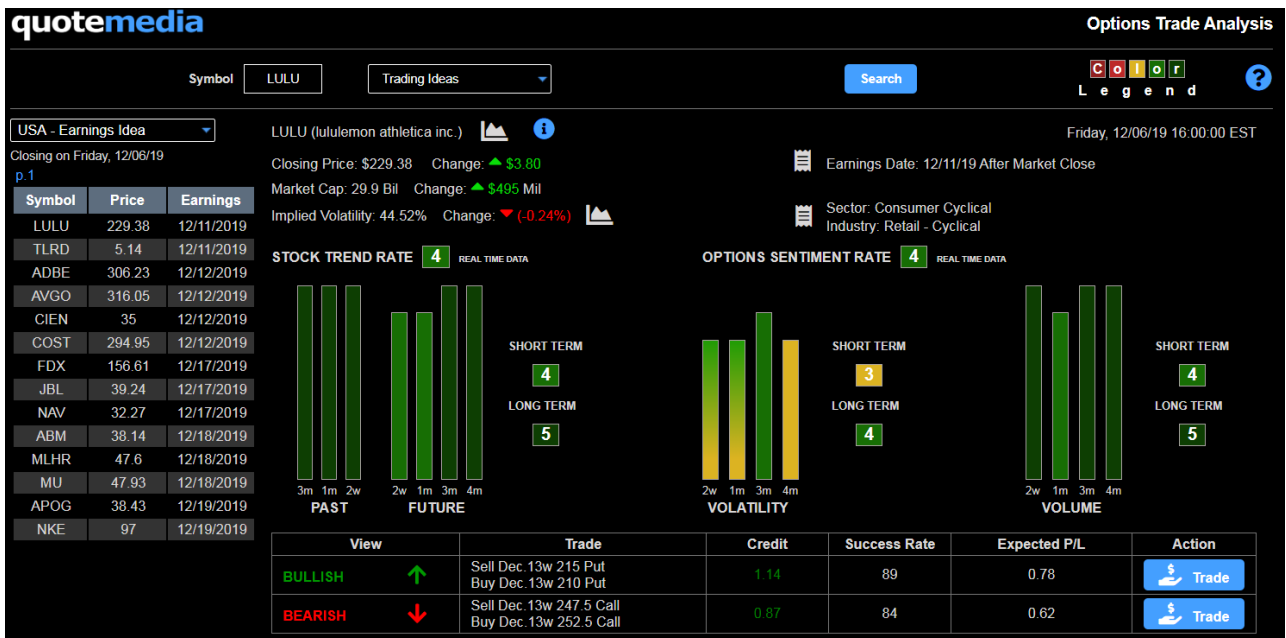 quotemedia
Options Trade Analysis
Symbol LULU Trading Ideas Search
Color
Legend
?
USA - Earnings Idea
Closing on Friday, 12/06/19
p.1
Symbol Price Earnings
LULU 229.38 12/11/2019
TLRD 5.14 12/11/2019
ADBE 306.23 12/12/2019
AVGO 316.05 12/12/2019
CIEN 35 12/12/2019
COST 294.95 12/12/2019
FDX 156.61 12/17/2019
JBL 39.24 12/17/2019
NAV 32.27 12/17/2019
ABM 38.14 12/18/2019
MLHR 47.6 12/18/2019
MU 47.93 12/18/2019
APOG 38.43 12/19/2019
NKE 97 12/19/2019
LULU (lululemon athletica inc.) i
Friday, 12/06/19 16:00:00 EST
Closing Price: $229.38 Change: $3.80
Market Cap: 29.9 Bil Change: $495 Mil
Implied Volatility: 44.52% Change: (-0.24%)
Earnings Date: 12/11/19 After Market Close
Sector: Consumer Cyclical
Industry: Retail - Cyclical
STOCK TREND RATE 4 REAL TIME DATA
3m 1m 2w 2w 1m 3m 4m
PAST FUTURE
SHORT TERM
4
LONG TERM
5
OPTIONS SENTIMENT RATE 4 REAL TIME DATA
2w 1m 3m 4m
VOLATILITY
SHORT TERM
3
LONG TERM
4
2w 1m 3m 4m
VOLUME
SHORT TERM
4
LONG TERM
5
View Trade Credit Success Rate Expected P/L Action
BULLISH Sell Dec.13w 215 Put 1.14 89 0.78 $ Trade
Buy Dec.13w 210 Put
BEARISH Sell Dec.13w 247.5 Call 0.87 84 0.62 $ Trade
Buy Dec.13w 252.5 Call